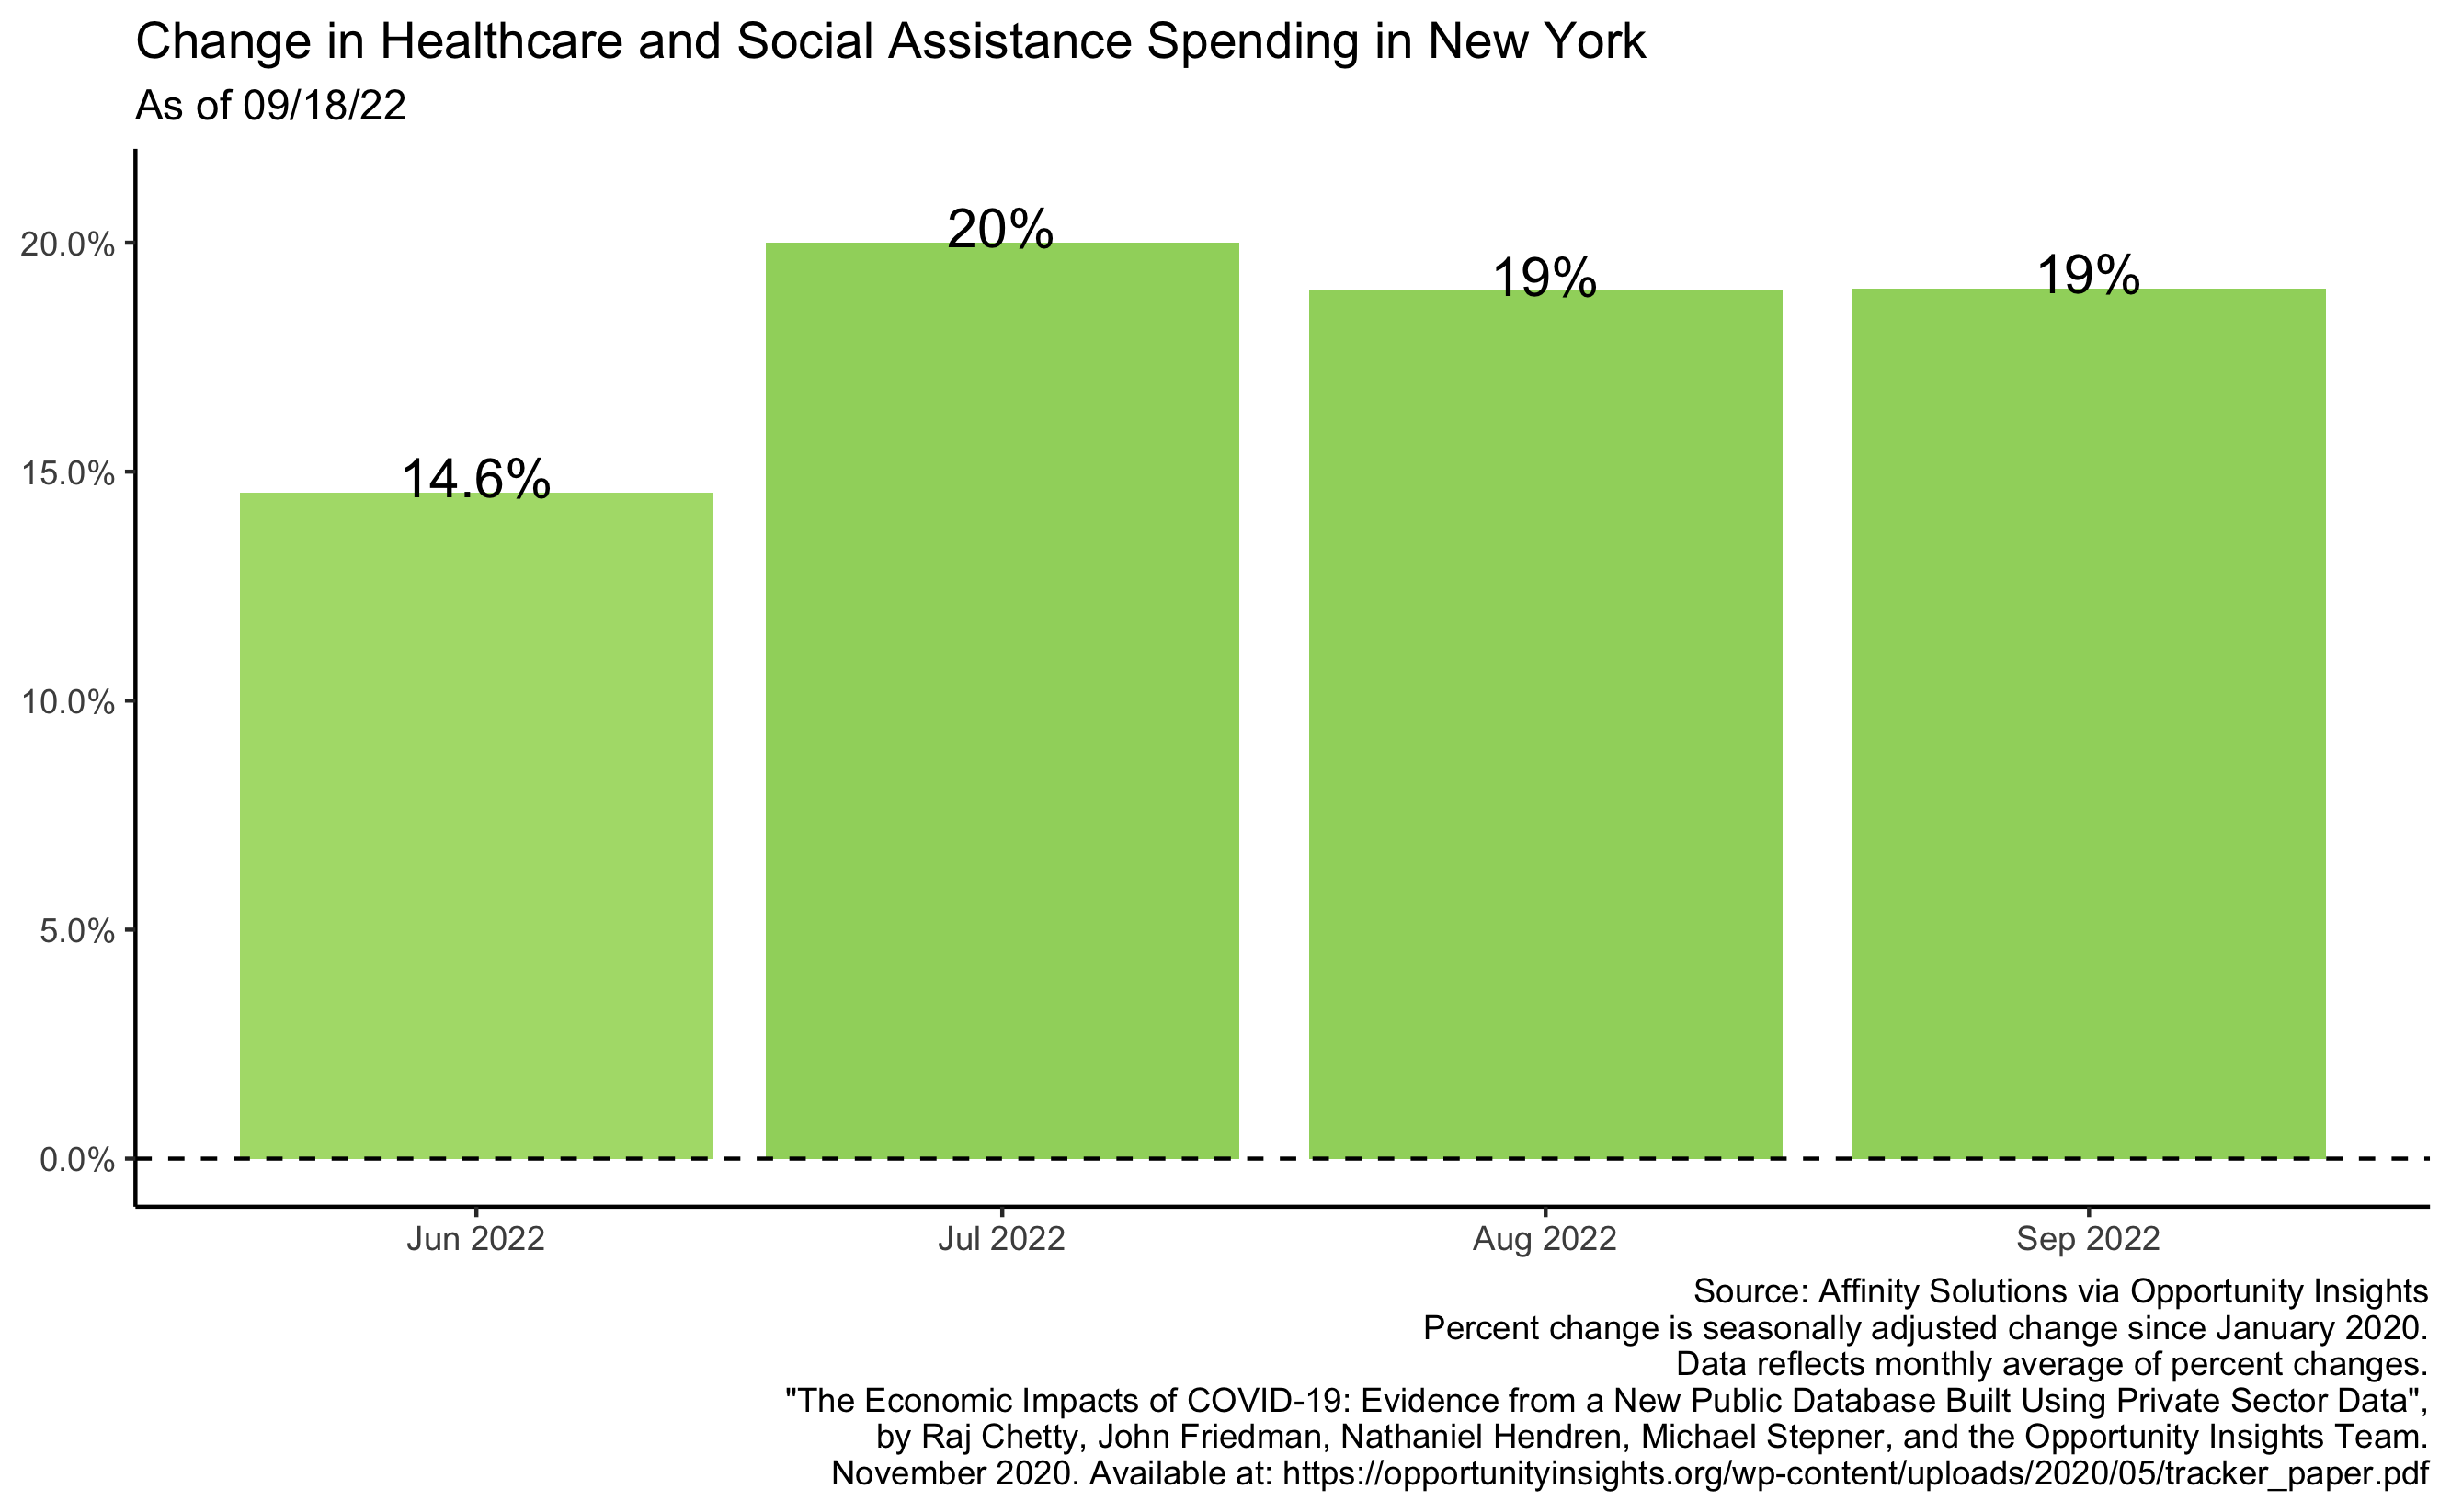 Change in Healthcare and Social Assistance Spending in New York
As of 09/18/22
20.0%
15.0%
10.0%
5.0%
0.0%
14.6%
20%
19%
19%
Jun 2022
Jul 2022
Aug 2022
Sep 2022
Source: Affinity Solutions via Opportunity Insights
Percent change is seasonally adjusted change since January 2020.
Data reflects monthly average of percent changes.
"The Economic Impacts of COVID-19: Evidence from a New Public Database Built Using Private Sector Data",
by Raj Chetty, John Friedman, Nathaniel Hendren, Michael Stepner, and the Opportunity Insights Team.
November 2020. Available at: https://opportunityinsights.org/wp-content/uploads/2020/05/tracker_paper.pdf